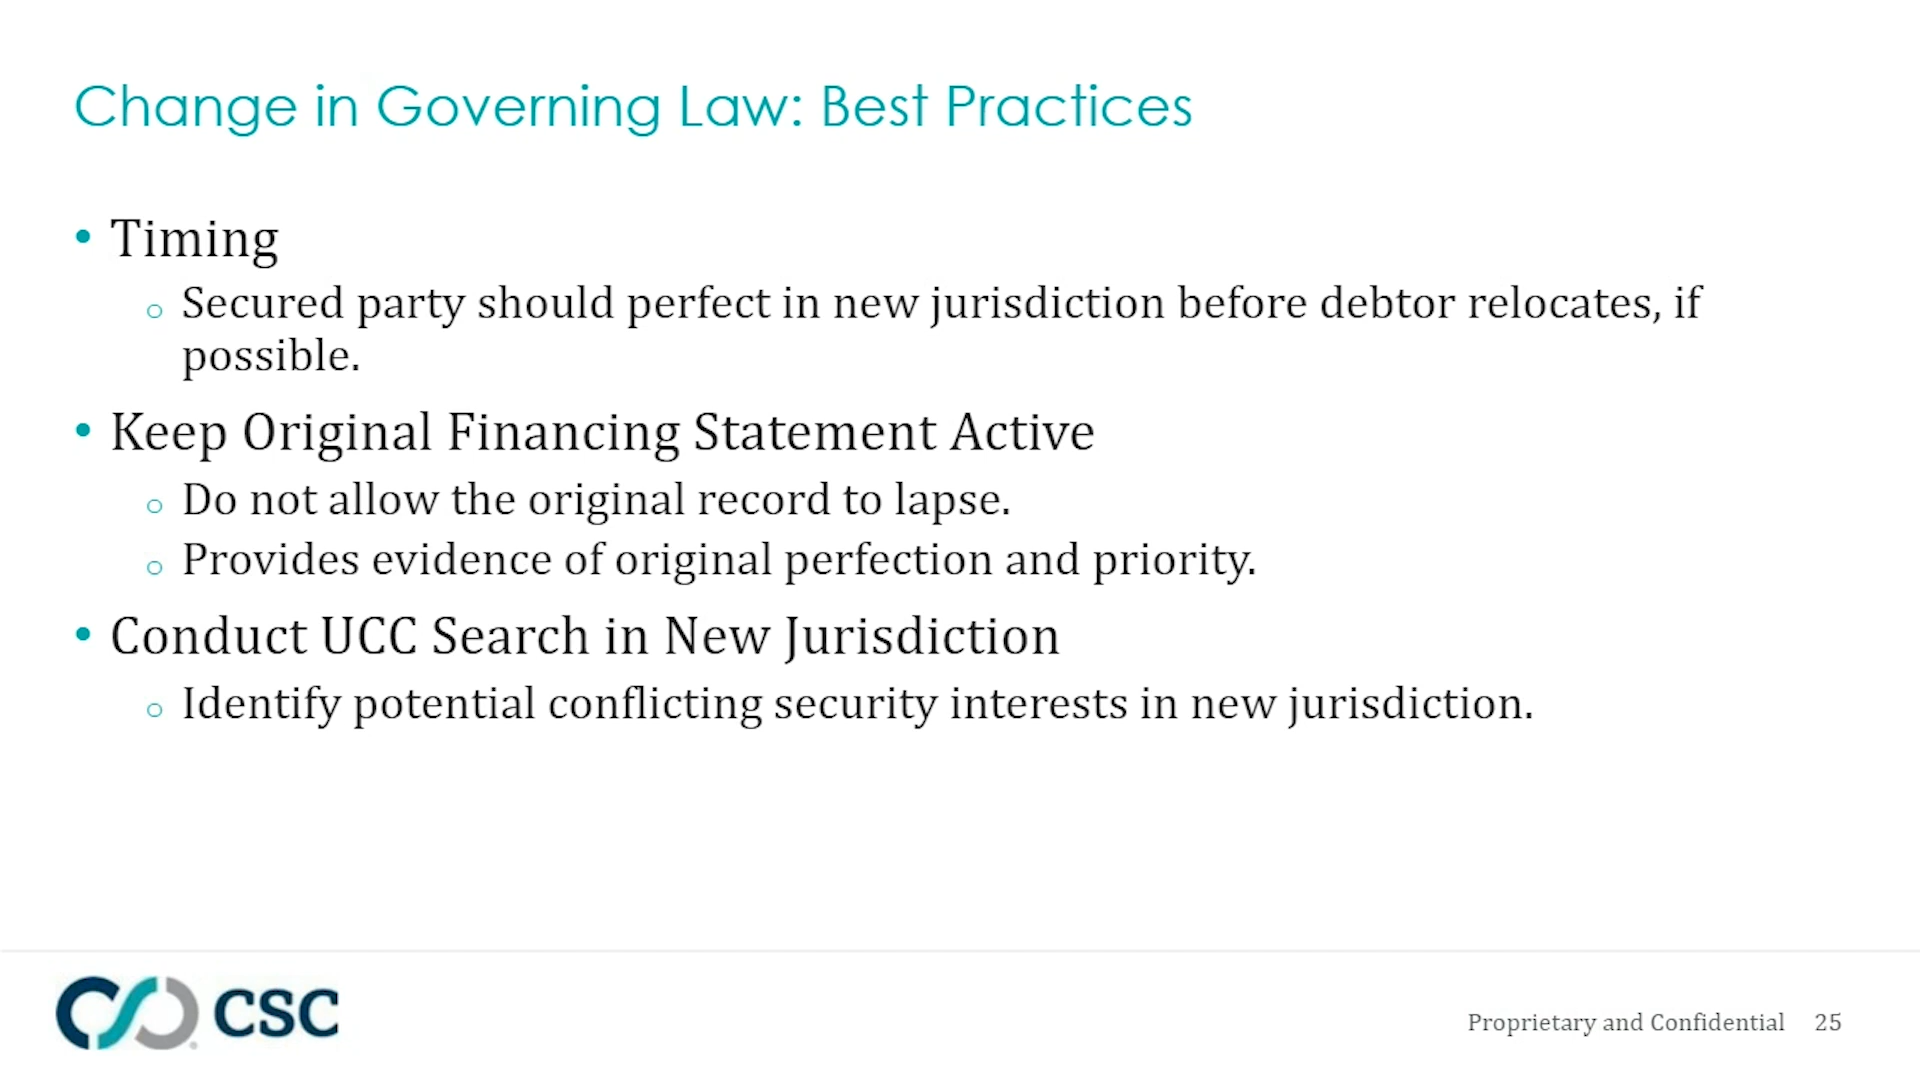 Change in Governing Law: Best Practices
• Timing
o Secured party should perfect in new jurisdiction before debtor relocates, if
possible.
• Keep Original Financing Statement Active
o Do not allow the original record to lapse.
o Provides evidence of original perfection and priority.
• Conduct UCC Search in New Jurisdiction
o Identify potential conflicting security interests in new jurisdiction.
CSC
Proprietary and Confidential 25